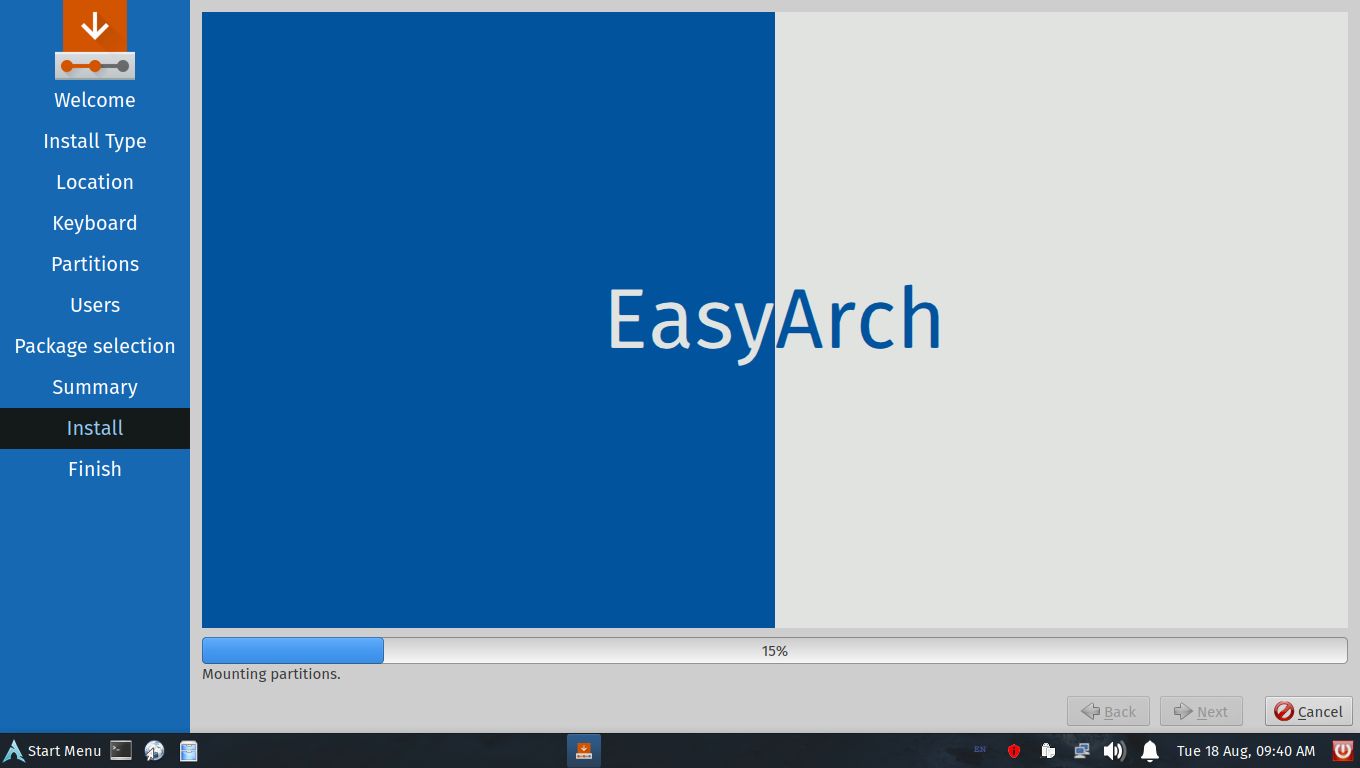 Welcome
Install Type
Location
Keyboard
Partitions
Users
Package selection
Summary
Install
Finish
EasyArch
15%
Mounting partitions.
Back
Next
Cancel
Start Menu
EN
Tue 18 Aug, 09:40 AM